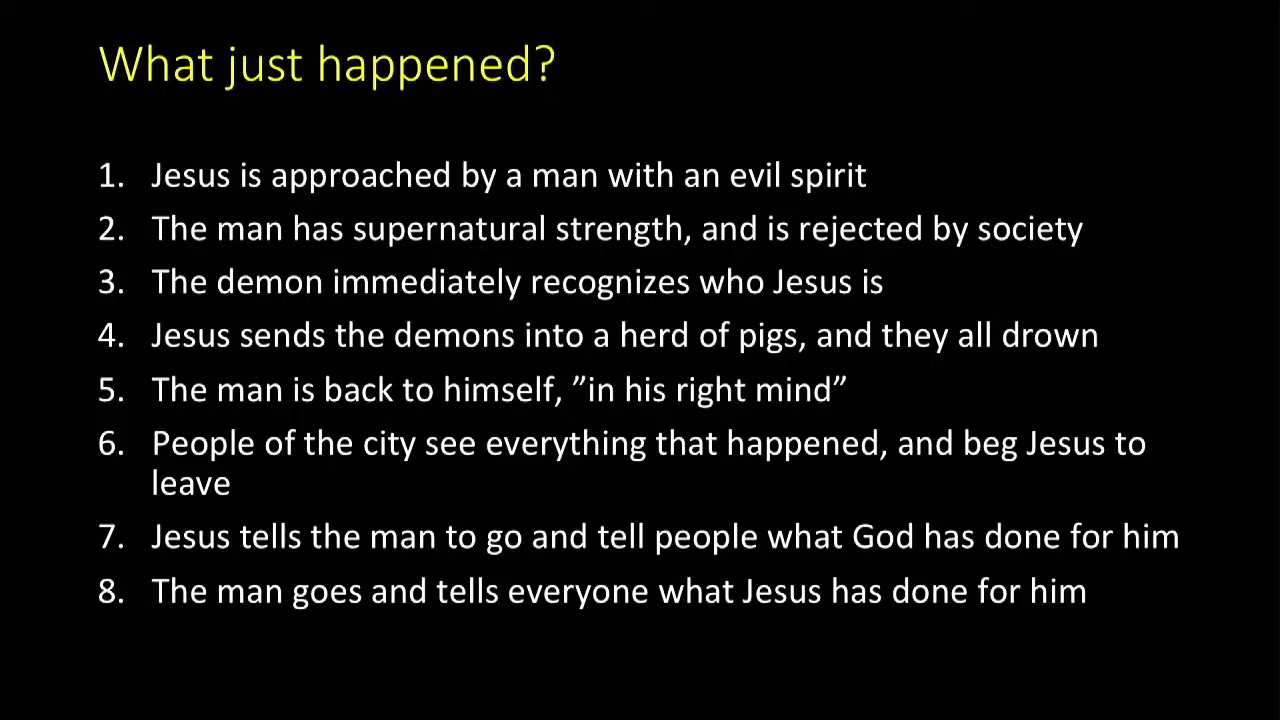 What just happened?
1. Jesus is approached by a man with an evil spirit
2. The man has supernatural strength, and is rejected by society
3. The demon immediately recognizes who Jesus is
4. Jesus sends the demons into a herd of pigs, and they all drown
5. The man is back to himself, ”in his right mind”
6. People of the city see everything that happened, and beg Jesus to
leave
7. Jesus tells the man to go and tell people what God has done for him
8. The man goes and tells everyone what Jesus has done for him